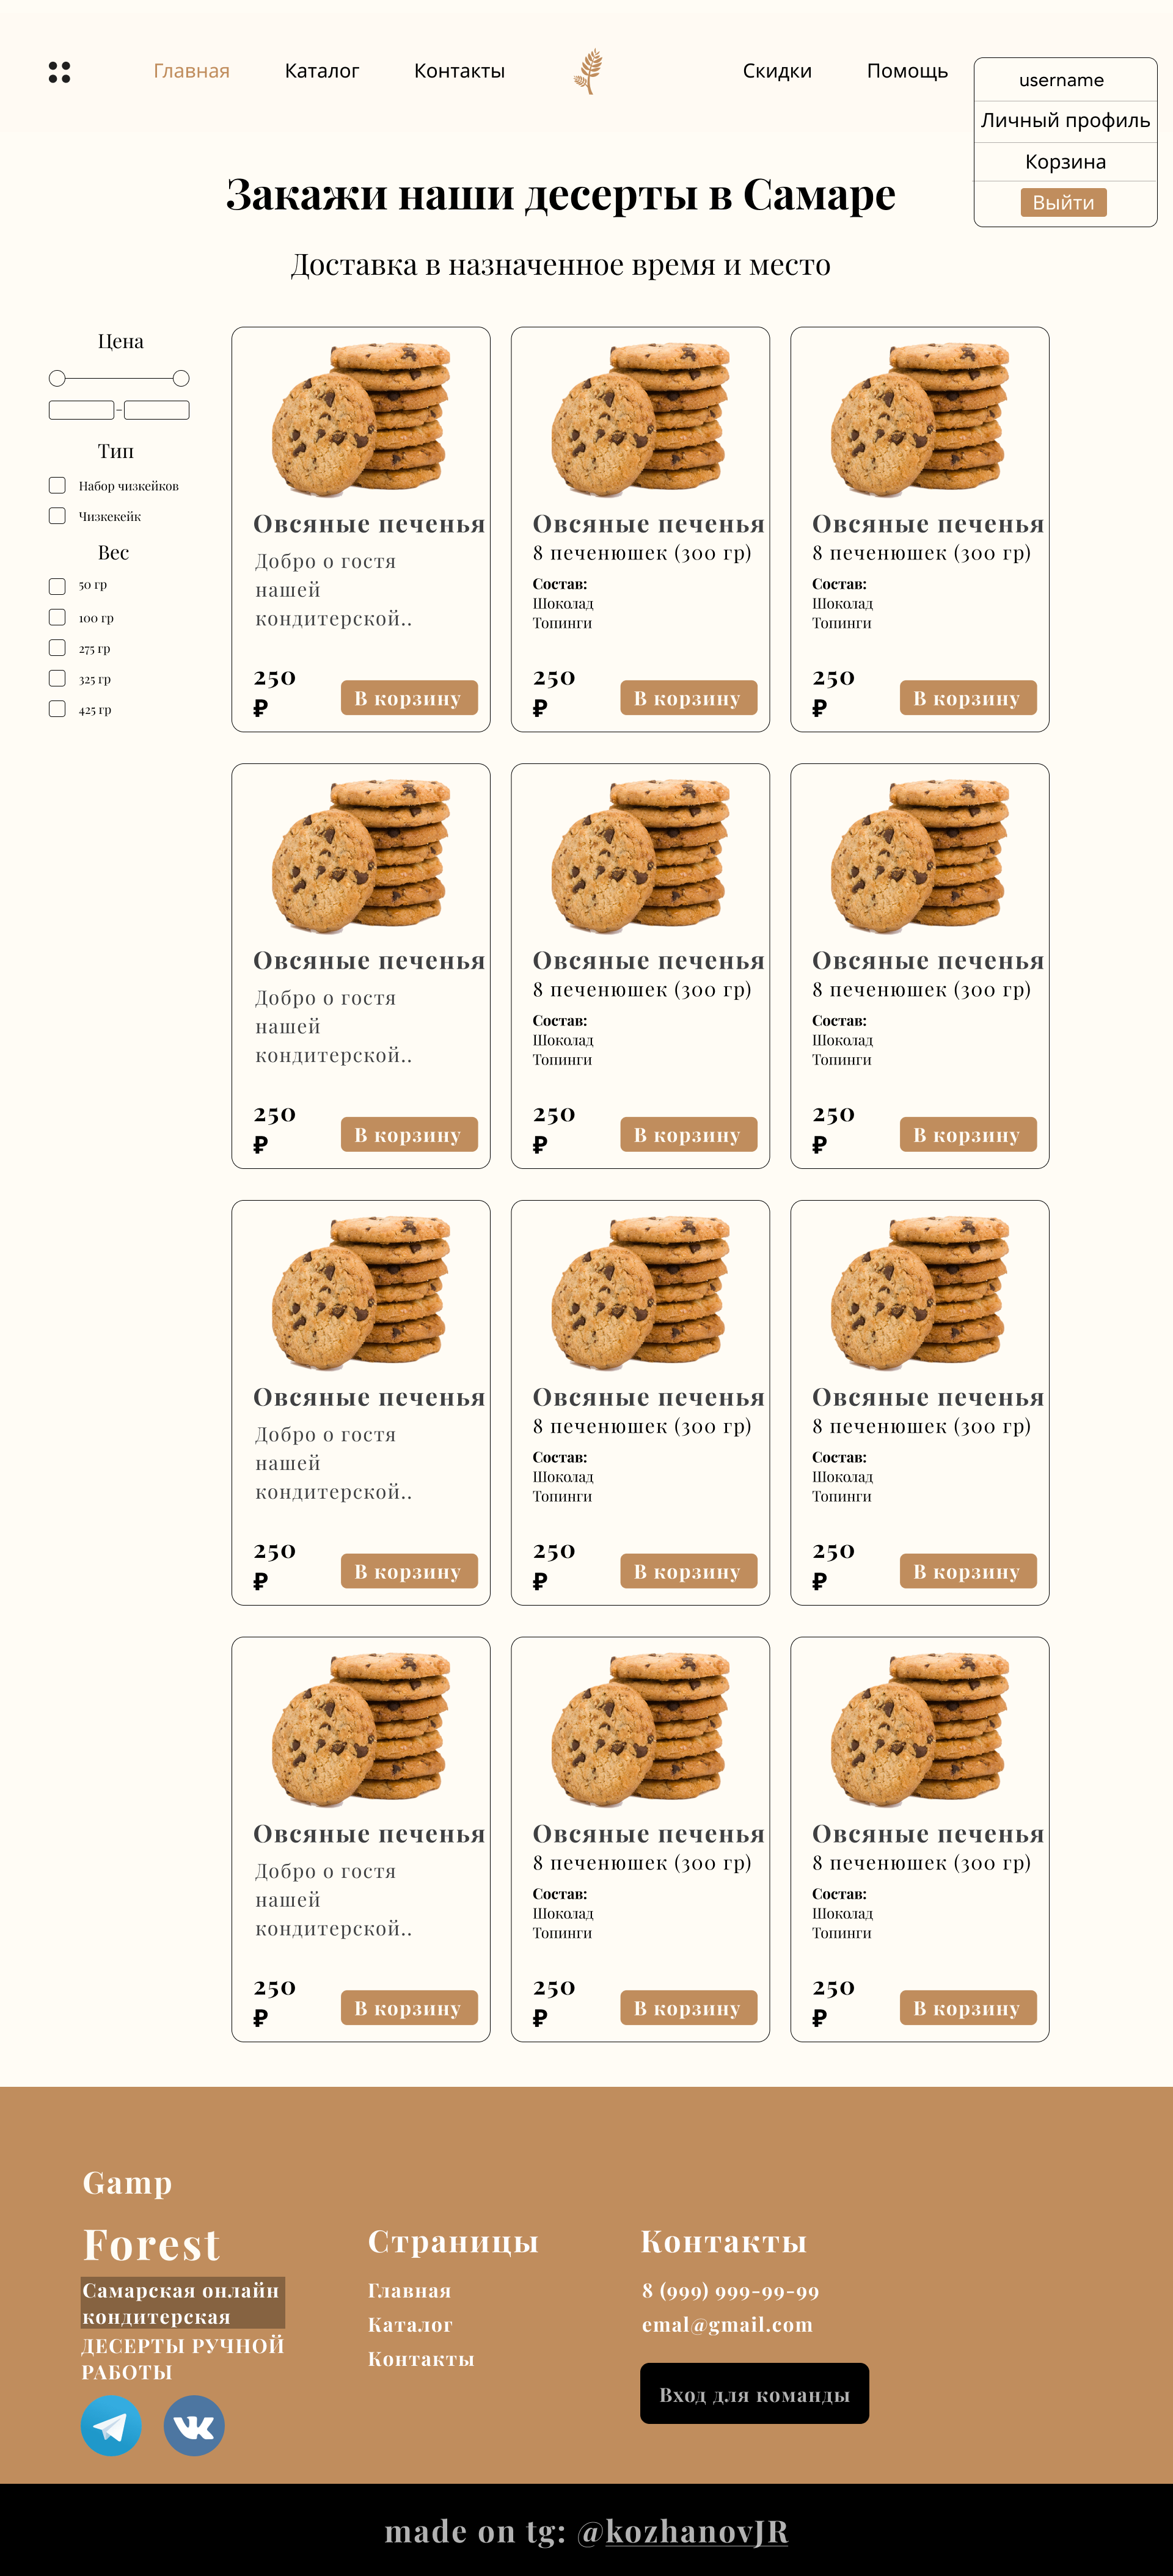 Главная Каталог Контакты Скидки Помощь
username
Личный профиль
Корзина
Выйти
Закажи наши десерты в Самаре
Доставка в назначенное время и место
Цена
–
Тип
Набор чизкейков
Чизкекейк
Вес
50 гр
100 гр
275 гр
325 гр
425 гр
Овсяные печенья
Добро о гостя
нашей
кондитерской..
250
₽
В корзину
Овсяные печенья
8 печенюшек (300 гр)
Состав:
Шоколад
Топинги
250
₽
В корзину
Овсяные печенья
8 печенюшек (300 гр)
Состав:
Шоколад
Топинги
250
₽
В корзину
Овсяные печенья
Добро о гостя
нашей
кондитерской..
250
₽
В корзину
Овсяные печенья
8 печенюшек (300 гр)
Состав:
Шоколад
Топинги
250
₽
В корзину
Овсяные печенья
8 печенюшек (300 гр)
Состав:
Шоколад
Топинги
250
₽
В корзину
Овсяные печенья
Добро о гостя
нашей
кондитерской..
250
₽
В корзину
Овсяные печенья
8 печенюшек (300 гр)
Состав:
Шоколад
Топинги
250
₽
В корзину
Овсяные печенья
8 печенюшек (300 гр)
Состав:
Шоколад
Топинги
250
₽
В корзину
Овсяные печенья
Добро о гостя
нашей
кондитерской..
250
₽
В корзину
Овсяные печенья
8 печенюшек (300 гр)
Состав:
Шоколад
Топинги
250
₽
В корзину
Овсяные печенья
8 печенюшек (300 гр)
Состав:
Шоколад
Топинги
250
₽
В корзину
Gamp
Forest
Самарская онлайн
кондитерская
ДЕСЕРТЫ РУЧНОЙ
РАБОТЫ
Страницы
Главная
Каталог
Контакты
Контакты
8 (999) 999-99-99
emal@gmail.com
Вход для команды
made on tg: @kozhanovJR